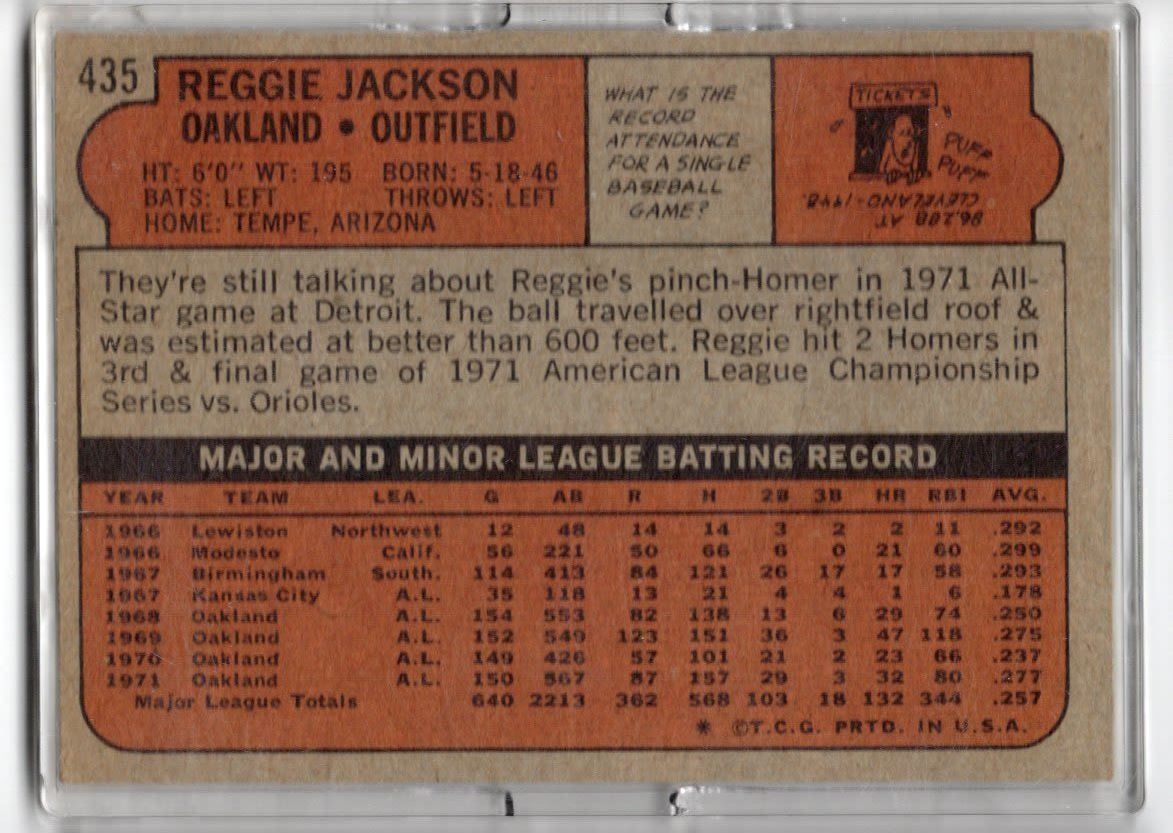 435
REGGIE JACKSON
OAKLAND • OUTFIELD
HT: 6'0" WT: 195 BORN: 5-18-46
BATS: LEFT THROWS: LEFT
HOME: TEMPE, ARIZONA
WHAT IS THE
RECORD
ATTENDANCE
FOR A SINGLE
BASEBALL
GAME?
TICKETS
PUFF
PUFF
86,288 AT
CLEVELAND-1948.
They're still talking about Reggie's pinch-Homer in 1971 All-
Star game at Detroit. The ball travelled over rightfield roof &
was estimated at better than 600 feet. Reggie hit 2 Homers in
3rd & final game of 1971 American League Championship
Series vs. Orioles.
MAJOR AND MINOR LEAGUE BATTING RECORD
YEAR TEAM LEA. G AB R H 2B 3B HR RBI AVG.
1966 Lewiston Northwest 12 48 14 14 3 2 2 11 .292
1966 Modesto Calif. 56 221 50 66 6 0 21 60 .299
1967 Birmingham South. 114 413 84 121 26 17 17 58 .293
1967 Kansas City A.L. 35 118 13 21 4 4 1 6 .178
1968 Oakland A.L. 154 553 82 138 13 6 29 74 .250
1969 Oakland A.L. 152 549 123 151 36 3 47 118 .275
1970 Oakland A.L. 149 426 57 101 21 2 23 66 .237
1971 Oakland A.L. 150 567 87 157 29 3 32 80 .277
Major League Totals 640 2213 362 568 103 18 132 344 .257
* ©T.C.G. PRTD. IN U.S.A.